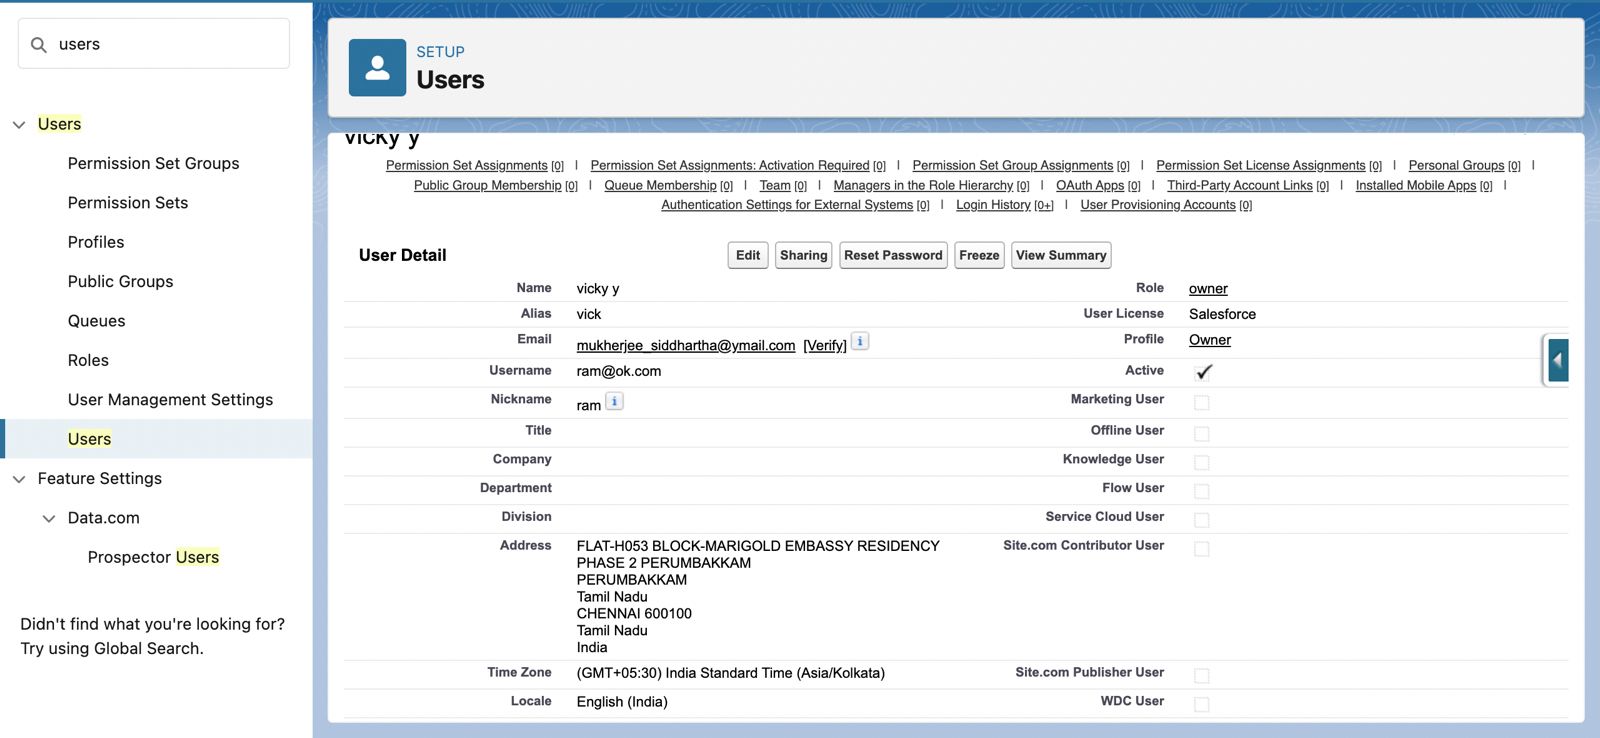 users
Users
Permission Set Groups
Permission Sets
Profiles
Public Groups
Queues
Roles
User Management Settings
Users
Feature Settings
Data.com
Prospector Users
Didn't find what you're looking for?
Try using Global Search.
SETUP
Users
vicky y
Permission Set Assignments [0] | Permission Set Assignments: Activation Required [0] | Permission Set Group Assignments [0] | Permission Set License Assignments [0] | Personal Groups [0] |
Public Group Membership [0] | Queue Membership [0] | Team [0] | Managers in the Role Hierarchy [0] | OAuth Apps [0] | Third-Party Account Links [0] | Installed Mobile Apps [0] |
Authentication Settings for External Systems [0] | Login History [0+] | User Provisioning Accounts [0]
User Detail Edit Sharing Reset Password Freeze View Summary
Name vicky y Role owner
Alias vick User License Salesforce
Email mukherjee_siddhartha@ymail.com [Verify] i Profile Owner
Username ram@ok.com Active
Nickname ram i Marketing User
Title Offline User
Company Knowledge User
Department Flow User
Division Service Cloud User
Address FLAT-H053 BLOCK-MARIGOLD EMBASSY RESIDENCY Site.com Contributor User
PHASE 2 PERUMBAKKAM
PERUMBAKKAM
Tamil Nadu
CHENNAI 600100
Tamil Nadu
India
Time Zone (GMT+05:30) India Standard Time (Asia/Kolkata) Site.com Publisher User
Locale English (India) WDC User